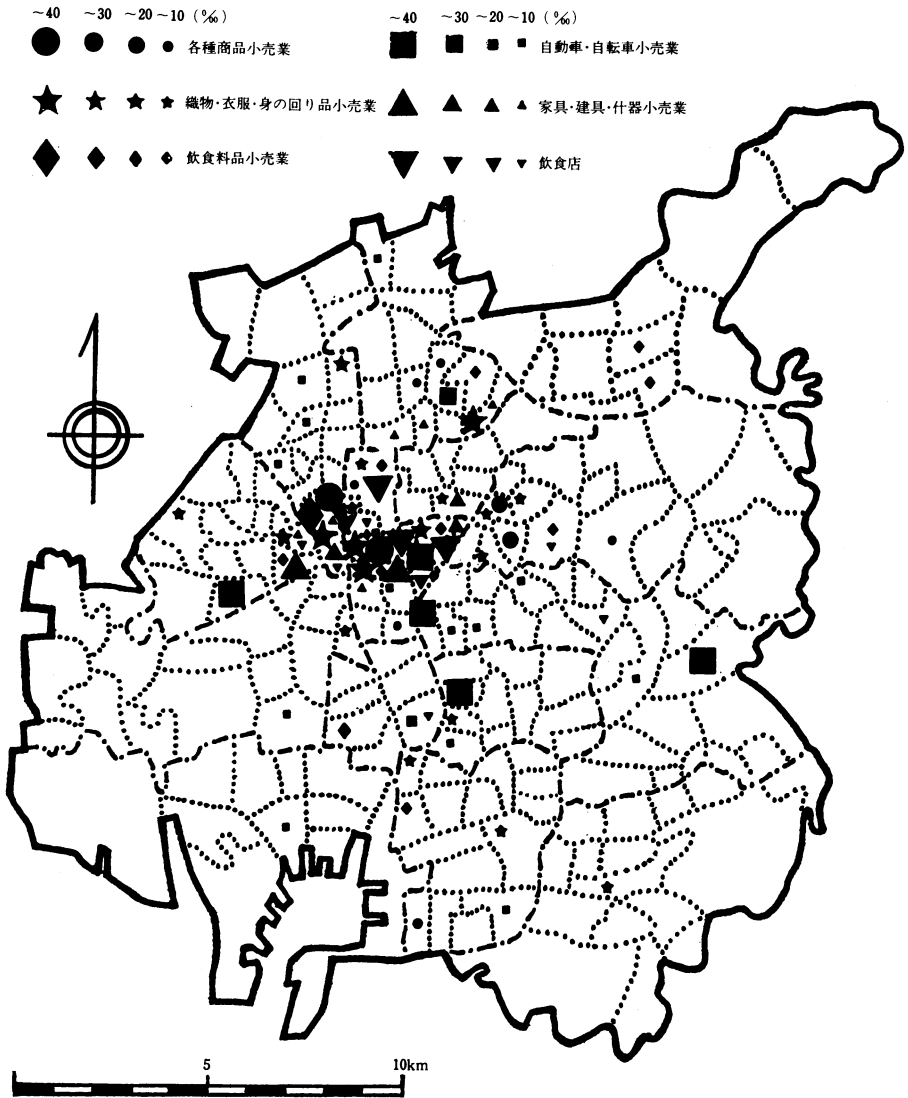 ~40 ~30 ~20 ~10 (‰)
各種商品小売業
織物・衣服・身の回り品小売業
飲食料品小売業
~40 ~30 ~20 ~10 (‰)
自動車・自転車小売業
家具・建具・什器小売業
飲食店
5 10km